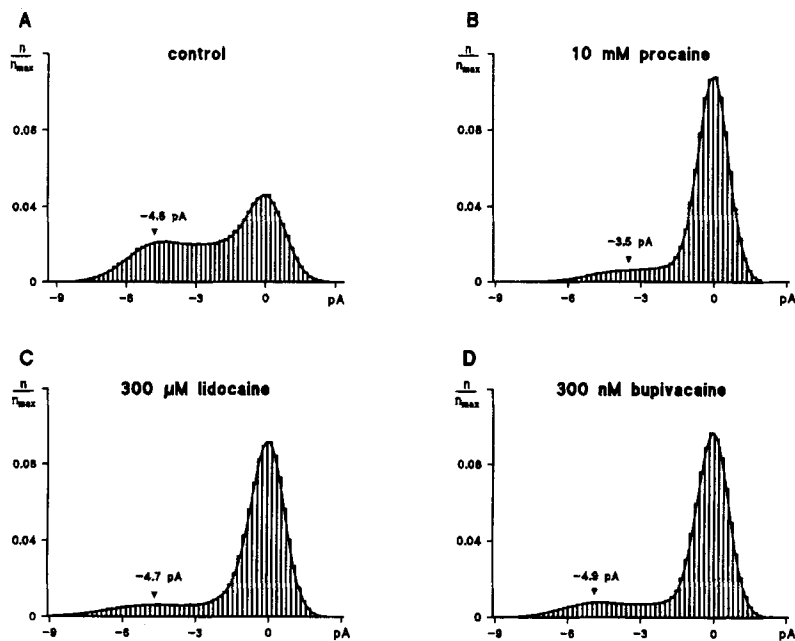 A
n
nmax
control
0.08
0.04
0
−4.6 pA
−9 −6 −3 0 pA
B
n
nmax
10 mM procaine
0.08
0.04
0
−3.5 pA
−9 −6 −3 0 pA
C
n
nmax
300 µM lidocaine
0.08
0.04
0
−4.7 pA
−9 −6 −3 0 pA
D
n
nmax
300 nM bupivacaine
0.08
0.04
0
−4.9 pA
−9 −6 −3 0 pA